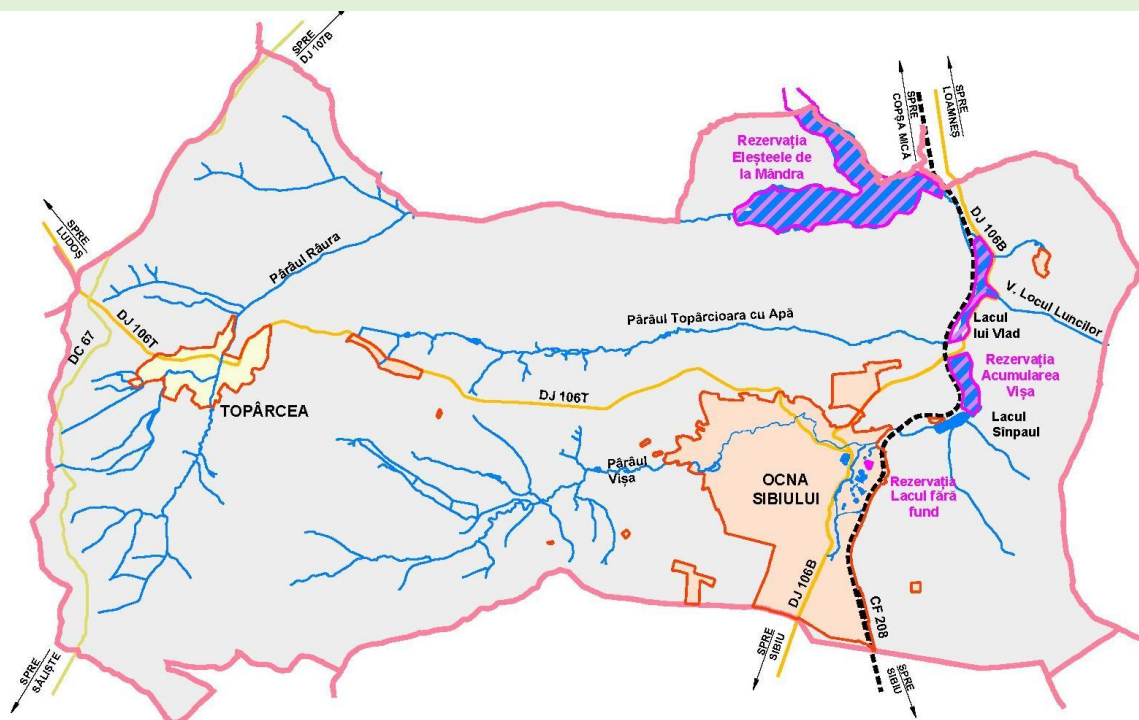 SPRE
DJ 107B
SPRE
COPȘA MICĂ
SPRE
LOAMNEȘ
Rezervația
Eleșteele de
la Mândra
SPRE
LUDOȘ
Pârâul Râura
DJ 106B
V. Locul Luncilor
DJ 106T
DC 67
Pârâul Topârcioara cu Apă
Lacul
lui Vlad
Rezervația
Acumularea
Vișa
TOPÂRCEA
DJ 106T
Lacul
Sînpaul
Pârâul
Vișa
OCNA
SIBIULUI
Rezervația
Lacul fără
fund
DJ 106B
CF 208
SPRE
SĂLIȘTE
SPRE
SIBIU
SPRE
SIBIU